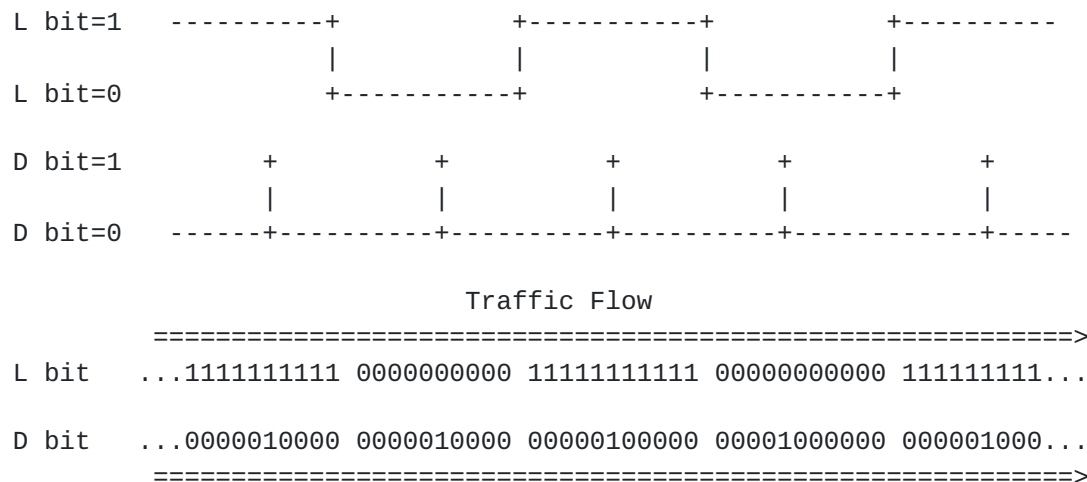 L bit=1   ----------+           +-----------+           +----------
                    |           |           |           |
L bit=0             +-----------+           +-----------+
D bit=1         +          +          +          +            +
                |          |          |          |            |
D bit=0   ------+----------+----------+----------+------------+-----
Traffic Flow
===========================================================>
L bit   ...1111111111 0000000000 11111111111 00000000000 111111111...
D bit   ...0000010000 0000010000 00000100000 00001000000 000001000...
===========================================================>